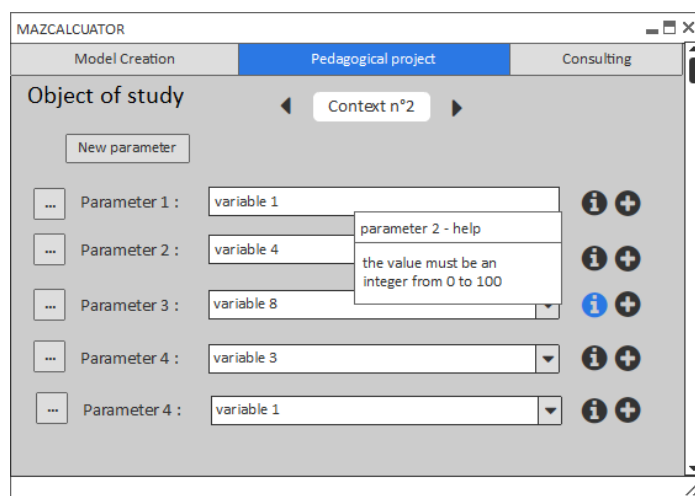 MAZCALCUATOR
Model Creation
Pedagogical project
Consulting
Object of study
Context n°2
New parameter
... Parameter 1 : variable 1
parameter 2 - help
... Parameter 2 : variable 4
the value must be an
integer from 0 to 100
... Parameter 3 : variable 8
... Parameter 4 : variable 3
... Parameter 4 : variable 1